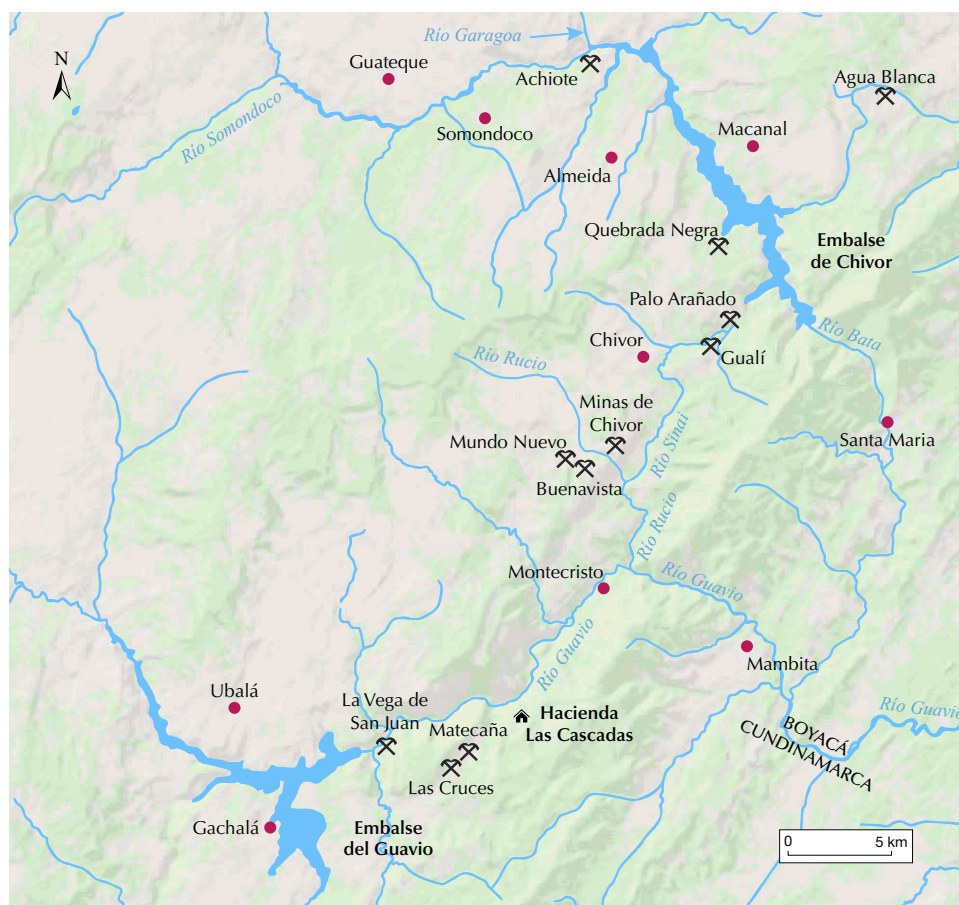 Río Garagoa
N
Guateque
Achiote
Agua Blanca
Río Somondoco
Somondoco
Macanal
Almeida
Quebrada Negra
Embalse
de Chivor
Palo Arañado
Río Bata
Chivor
Gualí
Río Rucio
Minas de
Chivor
Río Sinai
Mundo Nuevo
Santa Maria
Buenavista
Río Rucio
Montecristo
Río Guavio
Río Guavio
Mambita
Ubalá
La Vega de
San Juan
Hacienda
Las Cascadas
Río Guavio
Matecaña
BOYACÁ
CUNDINAMARCA
Las Cruces
Gachalá
Embalse
del Guavio
0 5 km